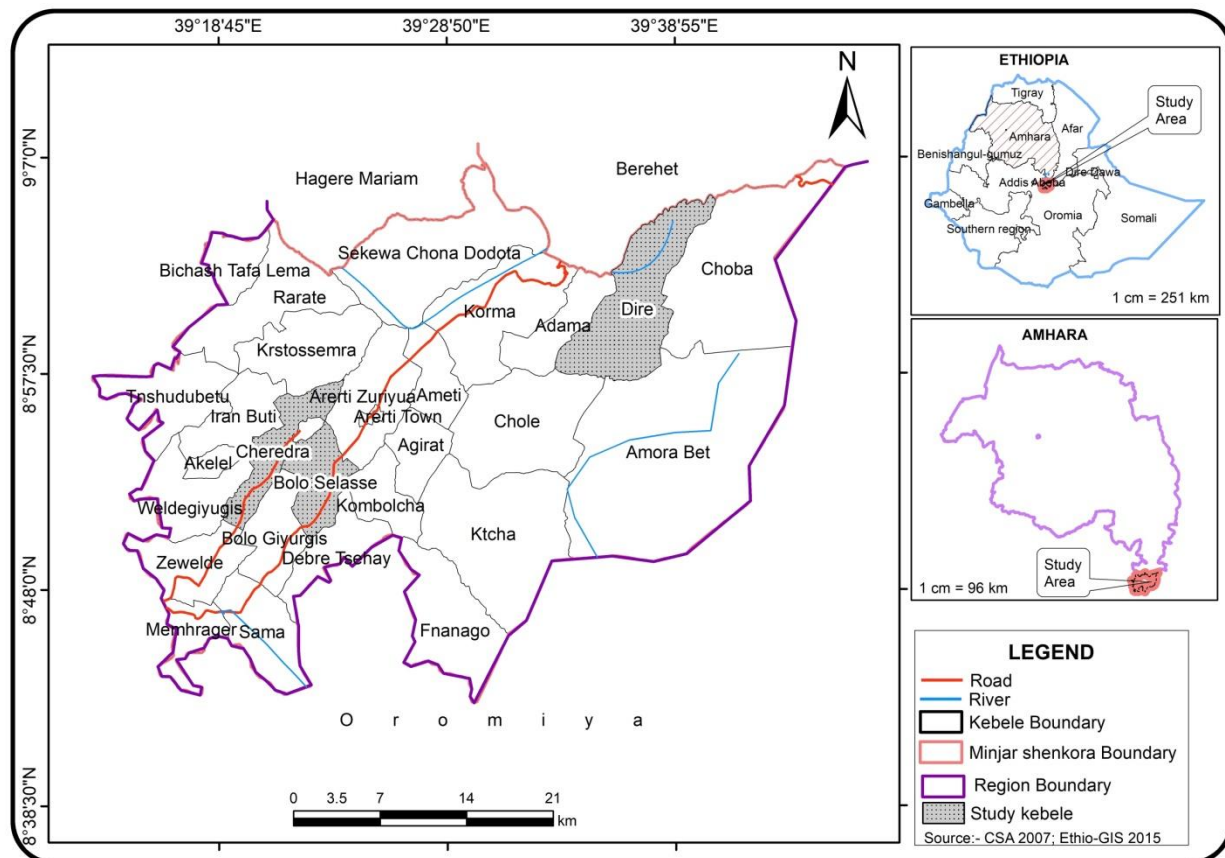 39°18'45"E
39°28'50"E
39°38'55"E
9°7'0"N
8°57'30"N
8°48'0"N
8°38'30"N
N
Hagere Mariam
Berehet
Sekewa Chona Dodota
Bichash Tafa Lema
Choba
Rarate
Korma
Dire
Adama
Krstossemra
Tnshudubetu
Arerti Zuriyua
Ameti
Iran Buti
Arerti Town
Chole
Agirat
Cheredra
Amora Bet
Akelel
Bolo Selasse
Weldegiyugis
Kombolcha
Ktcha
Bolo Giyurgis
Zewelde
Debre Tsehay
Memhrager
Sama
Fnanago
O r o m i y a
0 3.5 7 14 21
km
ETHIOPIA
Tigray
Study
Area
Afar
Amhara
Benishangul-gumuz
Dire Dawa
Addis Abeba
Gambella
Oromia
Somali
Southern region
1 cm = 251 km
AMHARA
Study
Area
1 cm = 96 km
LEGEND
Road
River
Kebele Boundary
Minjar shenkora Boundary
Region Boundary
Study kebele
Source:- CSA 2007; Ethio-GIS 2015